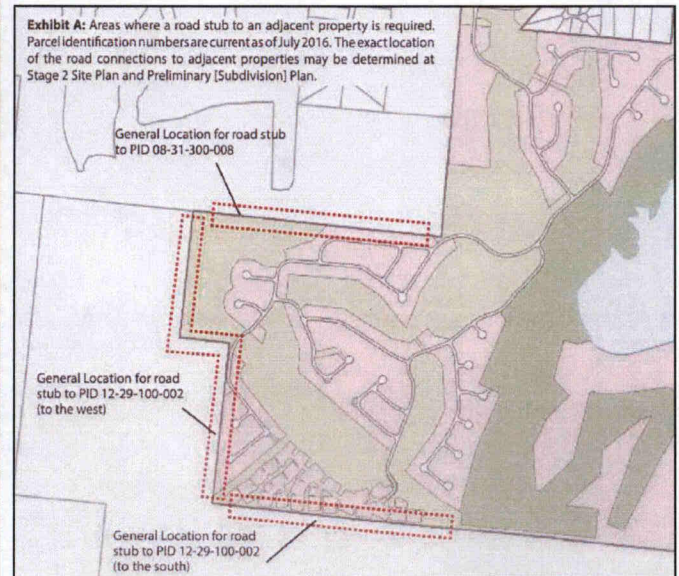 Exhibit A: Areas where a road stub to an adjacent property is required.
Parcel identification numbers are current as of July 2016. The exact location
of the road connections to adjacent properties may be determined at
Stage 2 Site Plan and Preliminary [Subdivision] Plan.
General Location for road stub
to PID 08-31-300-008
General Location for road
stub to PID 12-29-100-002
(to the west)
General Location for road
stub to PID 12-29-100-002
(to the south)